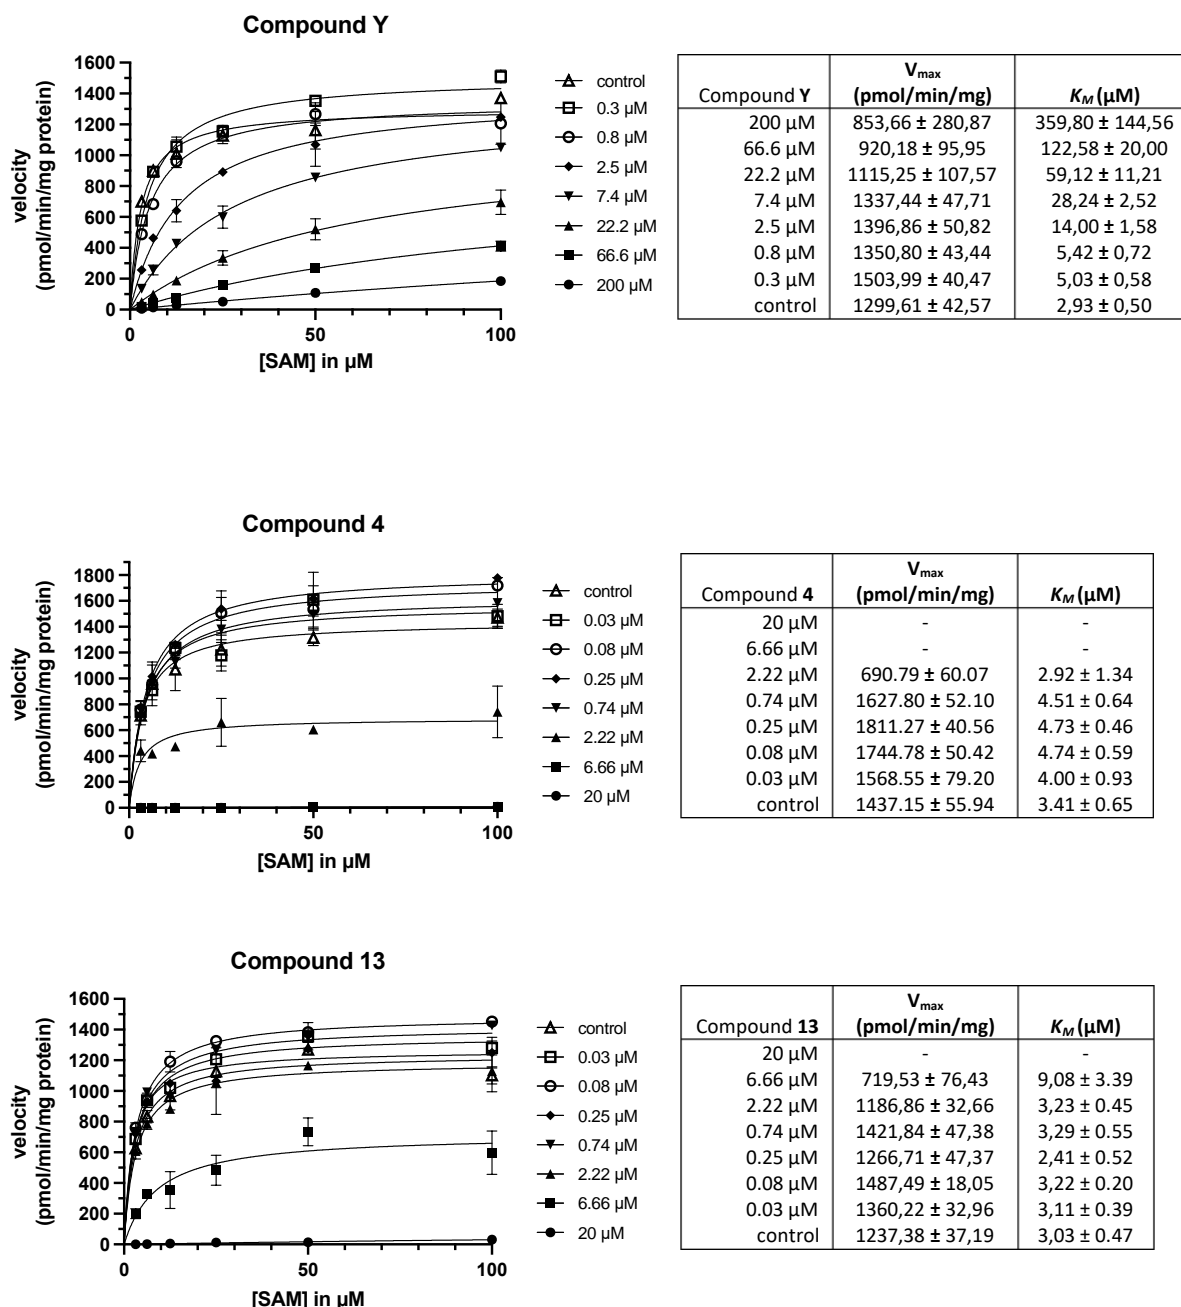 Compound Y
velocity
(pmol/min/mg protein)
1600
1400
1200
1000
800
600
400
200
0
0 50 100
[SAM] in µM
control
0.3 µM
0.8 µM
2.5 µM
7.4 µM
22.2 µM
66.6 µM
200 µM
Vmax
Compound Y (pmol/min/mg) KM (µM)
200 µM 853,66 ± 280,87 359,80 ± 144,56
66.6 µM 920,18 ± 95,95 122,58 ± 20,00
22.2 µM 1115,25 ± 107,57 59,12 ± 11,21
7.4 µM 1337,44 ± 47,71 28,24 ± 2,52
2.5 µM 1396,86 ± 50,82 14,00 ± 1,58
0.8 µM 1350,80 ± 43,44 5,42 ± 0,72
0.3 µM 1503,99 ± 40,47 5,03 ± 0,58
control 1299,61 ± 42,57 2,93 ± 0,50
Compound 4
velocity
(pmol/min/mg protein)
1800
1600
1400
1200
1000
800
600
400
200
0
0 50 100
[SAM] in µM
control
0.03 µM
0.08 µM
0.25 µM
0.74 µM
2.22 µM
6.66 µM
20 µM
Vmax
Compound 4 (pmol/min/mg) KM (µM)
20 µM - -
6.66 µM - -
2.22 µM 690.79 ± 60.07 2.92 ± 1.34
0.74 µM 1627.80 ± 52.10 4.51 ± 0.64
0.25 µM 1811.27 ± 40.56 4.73 ± 0.46
0.08 µM 1744.78 ± 50.42 4.74 ± 0.59
0.03 µM 1568.55 ± 79.20 4.00 ± 0.93
control 1437.15 ± 55.94 3.41 ± 0.65
Compound 13
velocity
(pmol/min/mg protein)
1600
1400
1200
1000
800
600
400
200
0
0 50 100
[SAM] in µM
control
0.03 µM
0.08 µM
0.25 µM
0.74 µM
2.22 µM
6.66 µM
20 µM
Vmax
Compound 13 (pmol/min/mg) KM (µM)
20 µM - -
6.66 µM 719,53 ± 76,43 9,08 ± 3.39
2.22 µM 1186,86 ± 32,66 3,23 ± 0.45
0.74 µM 1421,84 ± 47,38 3,29 ± 0.55
0.25 µM 1266,71 ± 47,37 2,41 ± 0.52
0.08 µM 1487,49 ± 18,05 3,22 ± 0.20
0.03 µM 1360,22 ± 32,96 3,11 ± 0.39
control 1237,38 ± 37,19 3,03 ± 0.47